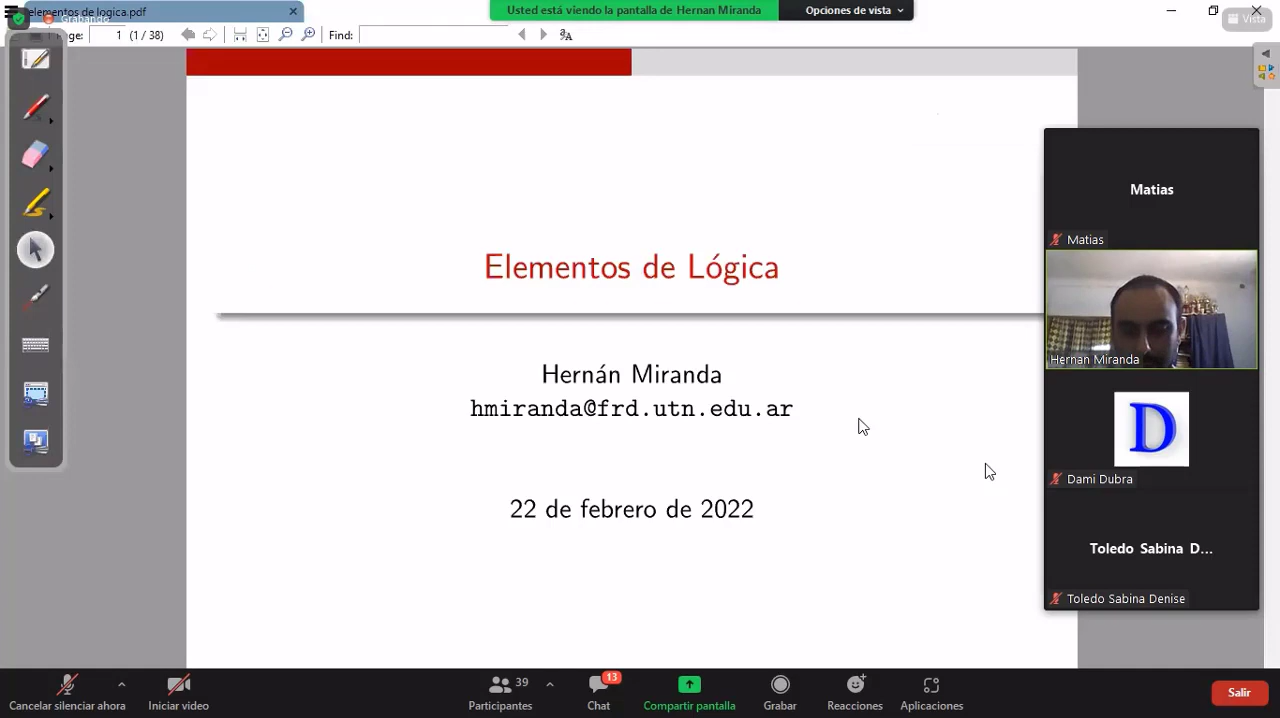 elementos de logica.pdf
Grabando
Usted está viendo la pantalla de Hernan Miranda
Opciones de vista
Vista
1 (1 / 38)
Find:
Elementos de Lógica
Hernán Miranda
hmiranda@frd.utn.edu.ar
22 de febrero de 2022
Matias
Matias
Hernan Miranda
D
Dami Dubra
Toledo Sabina D...
Toledo Sabina Denise
Cancelar silenciar ahora
Iniciar video
39
Participantes
13
Chat
Compartir pantalla
Grabar
Reacciones
Aplicaciones
Salir